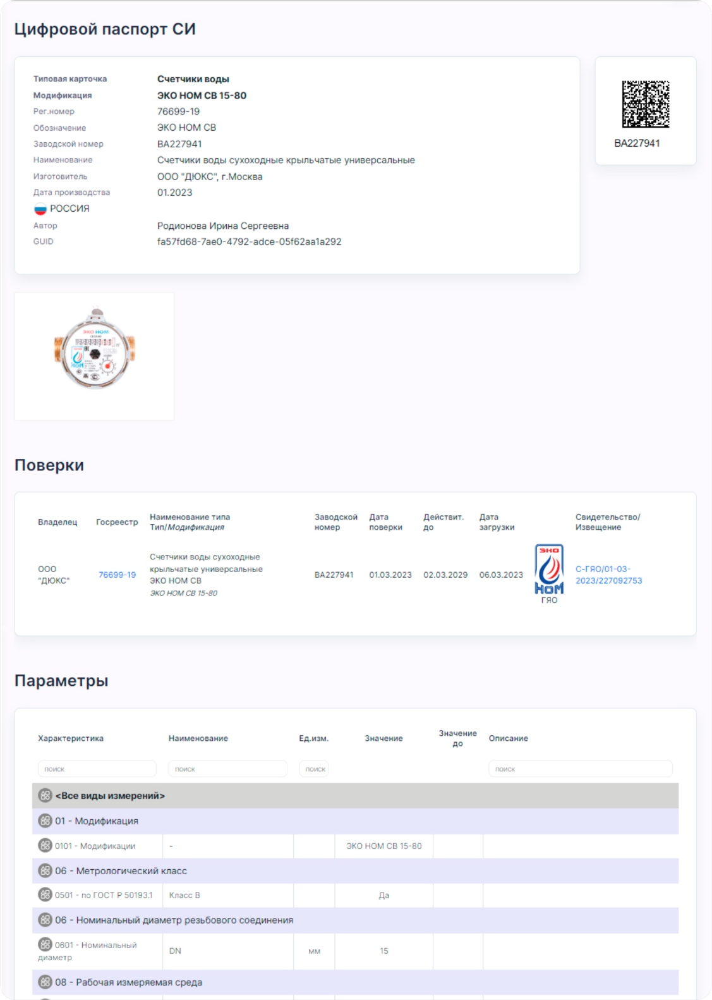 Цифровой паспорт СИ
Типовая карточка Счетчики воды
Модификация ЭКО НОМ СВ 15-80
Рег.номер 76699-19
Обозначение ЭКО НОМ СВ
Заводской номер ВА227941
Наименование Счетчики воды сухоходные крыльчатые универсальные
Изготовитель ООО "ДЮКС", г.Москва
Дата производства 01.2023
РОССИЯ
Автор Родионова Ирина Сергеевна
GUID fa57fd68-7ae0-4792-adce-05f62aa1a292
ВА227941
ЭКО НОМ
Поверки
Владелец Госреестр Наименование типа Тип/Модификация Заводской номер Дата поверки Действит. до Дата загрузки Свидетельство/Извещение
ООО "ДЮКС" 76699-19 Счетчики воды сухоходные крыльчатые универсальные ЭКО НОМ СВ ЭКО НОМ СВ 15-80 ВА227941 01.03.2023 02.03.2029 06.03.2023 ЭКО НОМ ГЯО С-ГЯО/01-03-2023/227092753
Параметры
Характеристика Наименование Ед.изм. Значение Значение до Описание
поиск поиск поиск поиск
<Все виды измерений>
01 - Модификация
0101 - Модификации - ЭКО НОМ СВ 15-80
06 - Метрологический класс
0501 - по ГОСТ Р 50193.1 Класс В Да
06 - Номинальный диаметр резьбового соединения
0601 - Номинальный диаметр DN мм 15
08 - Рабочая измеряемая среда